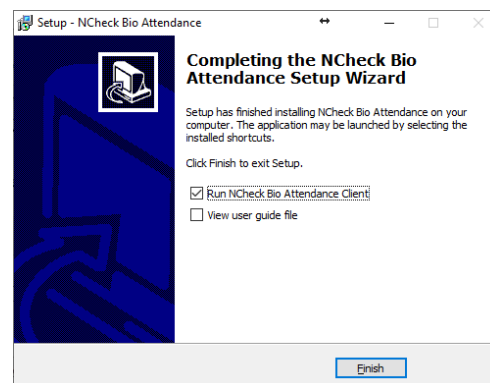 Setup - NCheck Bio Attendance
Completing the NCheck Bio
Attendance Setup Wizard
Setup has finished installing NCheck Bio Attendance on your
computer. The application may be launched by selecting the
installed shortcuts.
Click Finish to exit Setup.
Run NCheck Bio Attendance Client
View user guide file
Finish